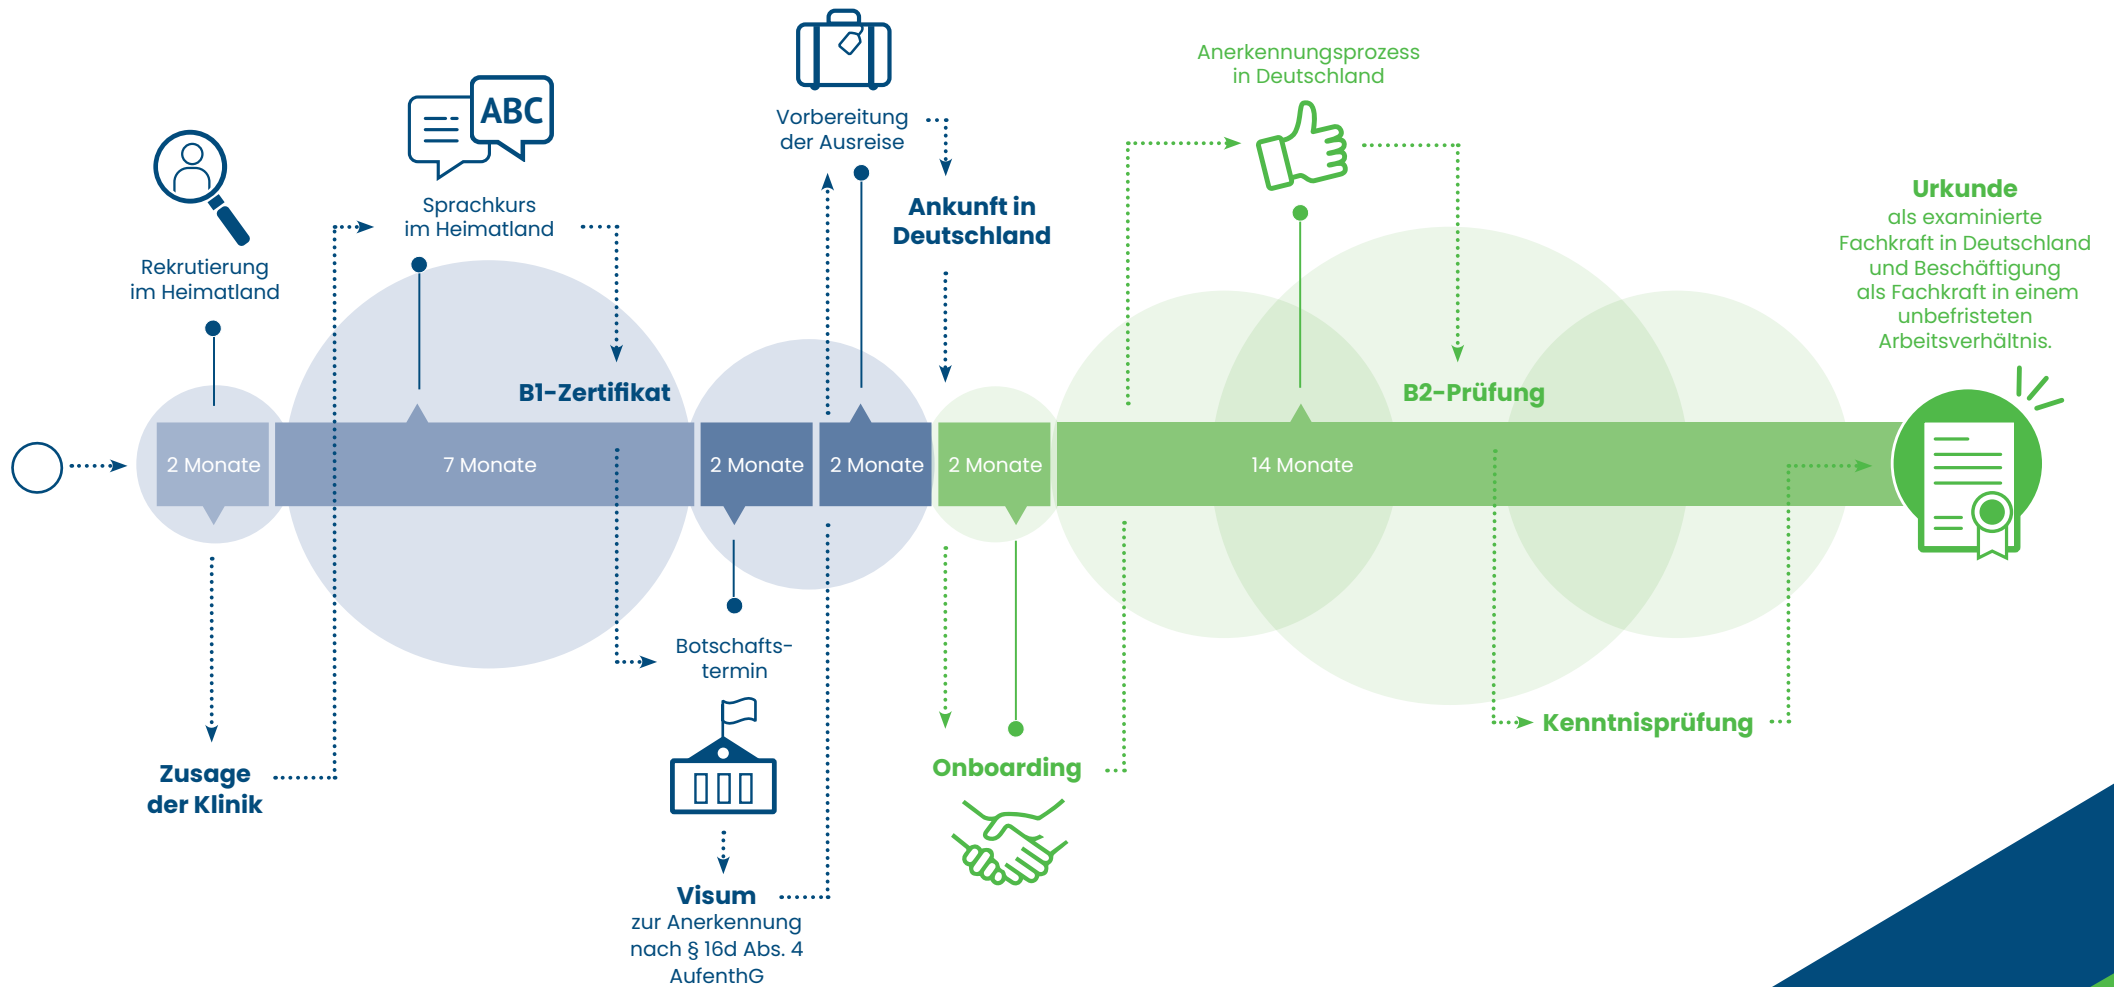 Rekrutierung
im Heimatland
ABC
Sprachkurs
im Heimatland
Vorbereitung
der Ausreise
Ankunft in
Deutschland
Anerkennungsprozess
in Deutschland
Urkunde
als examinierte
Fachkraft in Deutschland
und Beschäftigung
als Fachkraft in einem
unbefristeten
Arbeitsverhältnis.
B1-Zertifikat
B2-Prüfung
2 Monate
7 Monate
2 Monate
2 Monate
2 Monate
14 Monate
Zusage
der Klinik
Botschafts-
termin
Visum
zur Anerkennung
nach § 16d Abs. 4
AufenthG
Onboarding
Kenntnisprüfung